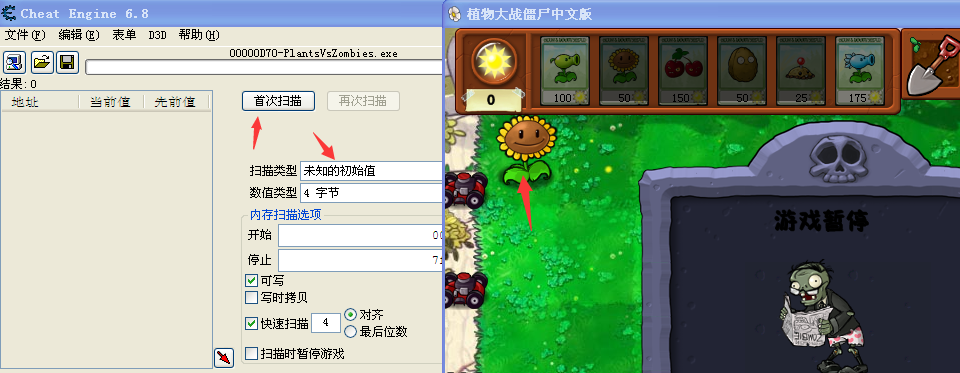 Cheat Engine 6.8
文件(F) 编辑(E) 表单 D3D 帮助(H)
00000D70-PlantsVsZombies.exe
结果: 0
地址 当前值 先前值
首次扫描 再次扫描
扫描类型 未知的初始值
数值类型 4 字节
内存扫描选项
开始
停止
可写
写时拷贝
快速扫描 4 对齐
最后位数
扫描时暂停游戏
植物大战僵尸中文版
0
100 50 150 50 25 175
游戏暂停
ZOMBIE